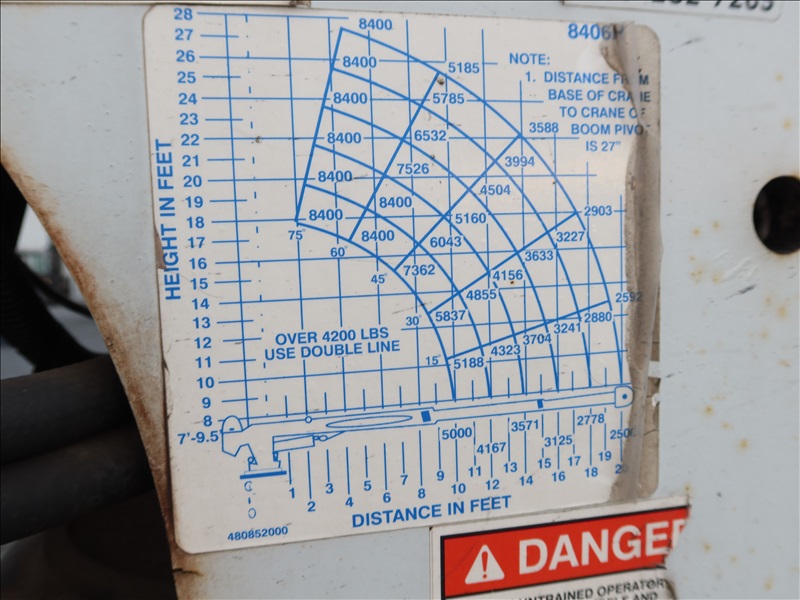 8406H
NOTE:
1. DISTANCE FROM
BASE OF CRANE
TO CRANE OF
BOOM PIVOT
IS 27"
HEIGHT IN FEET
28
27
26
25
24
23
22
21
20
19
18
17
16
15
14
13
12
11
10
9
8
7'-9.5"
8400
8400 5185
8400 5785
8400 6532 3588
8400 7526 3994
8400 8400 4504
8400 5160 2903
75° 60° 6043 3227
45° 7362 4156 3633
30 5837 4855 2592
15° 5188 4323 3704 3241 2880
OVER 4200 LBS
USE DOUBLE LINE
5000 4167 3571 3125 2778 2500
1 2 3 4 5 6 7 8 9 10 11 12 13 14 15 16 17 18 19
DISTANCE IN FEET
480852000
DANGER
UNTRAINED OPERATOR
AND